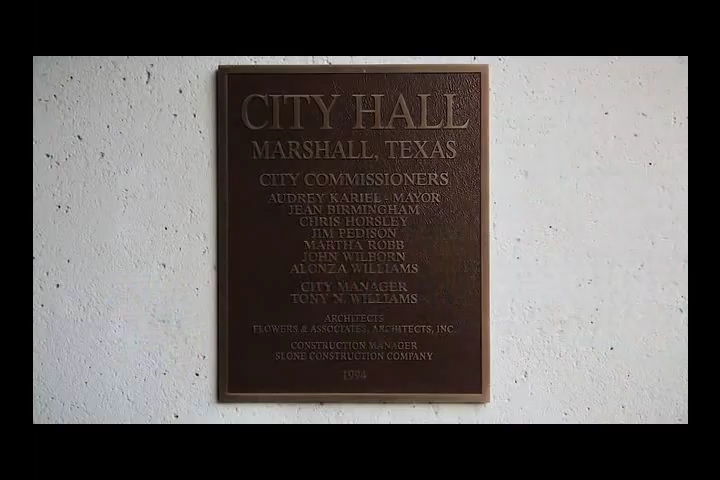 CITY HALL
MARSHALL, TEXAS
CITY COMMISSIONERS
AUDREY KARIEL - MAYOR
JEAN BIRMINGHAM
CHRIS HORSLEY
JIM PEDISON
MARTHA ROBB
JOHN WILBORN
ALONZA WILLIAMS
CITY MANAGER
TONY N. WILLIAMS
ARCHITECTS
FLOWERS & ASSOCIATES, ARCHITECTS, INC.
CONSTRUCTION MANAGER
SLONE CONSTRUCTION COMPANY
1994